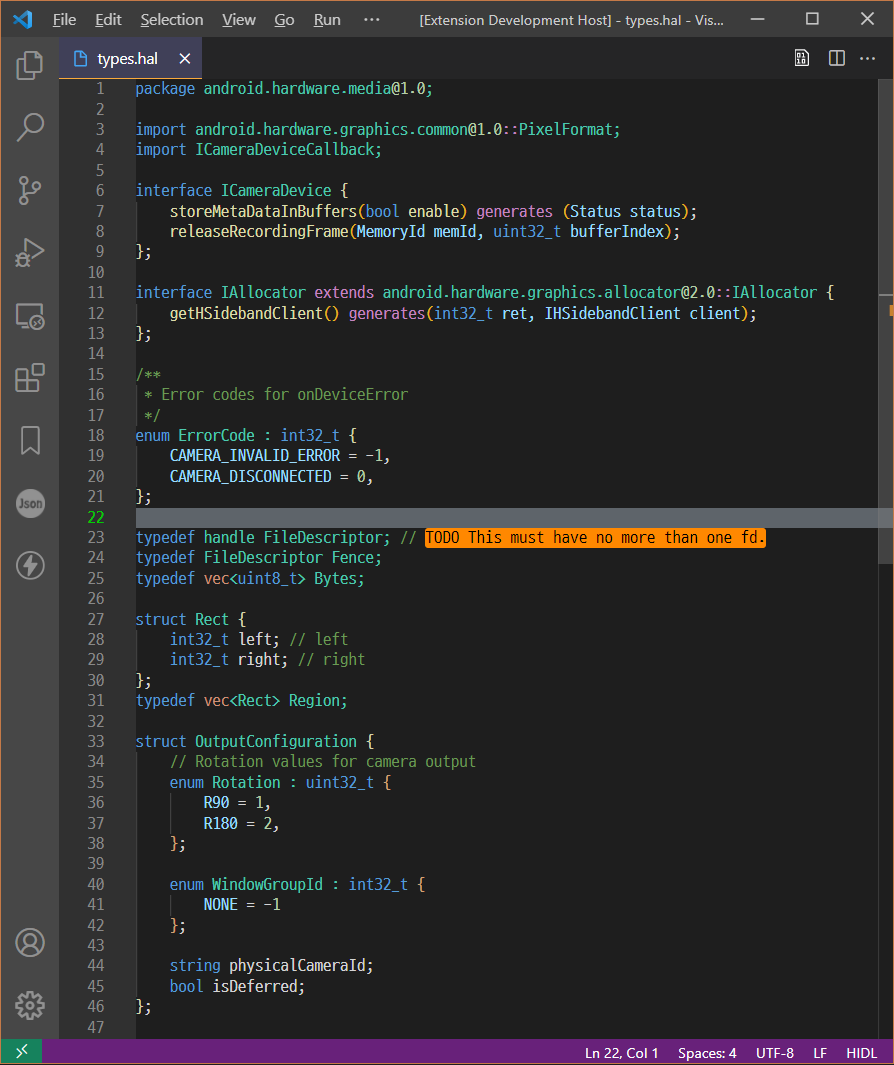 File Edit Selection View Go Run ··· [Extension Development Host] - types.hal - Vis...
types.hal
1 package android.hardware.media@1.0;
2
3 import android.hardware.graphics.common@1.0::PixelFormat;
4 import ICameraDeviceCallback;
5
6 interface ICameraDevice {
7 storeMetaDataInBuffers(bool enable) generates (Status status);
8 releaseRecordingFrame(MemoryId memId, uint32_t bufferIndex);
9 };
10
11 interface IAllocator extends android.hardware.graphics.allocator@2.0::IAllocator {
12 getHSidebandClient() generates(int32_t ret, IHSidebandClient client);
13 };
14
15 /**
16 * Error codes for onDeviceError
17 */
18 enum ErrorCode : int32_t {
19 CAMERA_INVALID_ERROR = -1,
20 CAMERA_DISCONNECTED = 0,
21 };
22
23 typedef handle FileDescriptor; // TODO This must have no more than one fd.
24 typedef FileDescriptor Fence;
25 typedef vec<uint8_t> Bytes;
26
27 struct Rect {
28 int32_t left; // left
29 int32_t right; // right
30 };
31 typedef vec<Rect> Region;
32
33 struct OutputConfiguration {
34 // Rotation values for camera output
35 enum Rotation : uint32_t {
36 R90 = 1,
37 R180 = 2,
38 };
39
40 enum WindowGroupId : int32_t {
41 NONE = -1
42 };
43
44 string physicalCameraId;
45 bool isDeferred;
46 };
47
Json
Ln 22, Col 1 Spaces: 4 UTF-8 LF HIDL